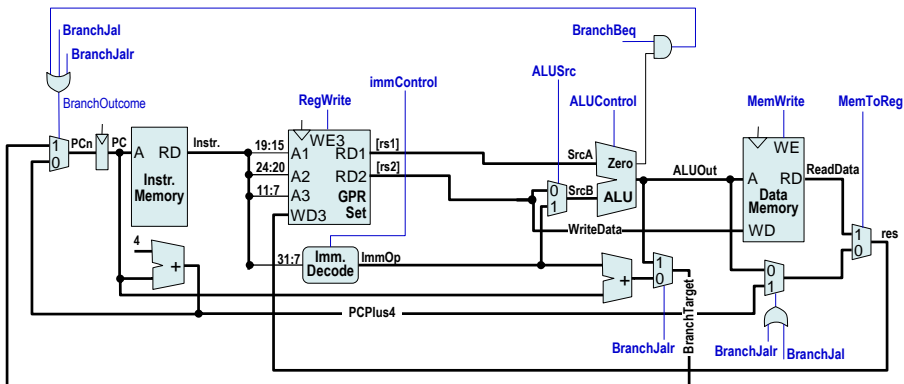 BranchJal
BranchJalr
BranchOutcome
BranchBeq
immControl
ALUSrc
RegWrite
ALUControl
MemWrite
MemToReg
1
0
PCn
PC
A RD
Instr.
Memory
Instr.
19:15
24:20
11:7
WE3
A1 RD1
A2 RD2
A3 GPR
WD3 Set
[rs1]
[rs2]
SrcA
Zero
ALU
0
1
SrcB
ALUOut
WriteData
WE
A RD
Data
Memory
WD
ReadData
1
0
res
4
+
31:7
Imm.
Decode
ImmOp
+
1
0
0
1
PCPlus4
BranchTarget
BranchJalr
BranchJalr
BranchJal